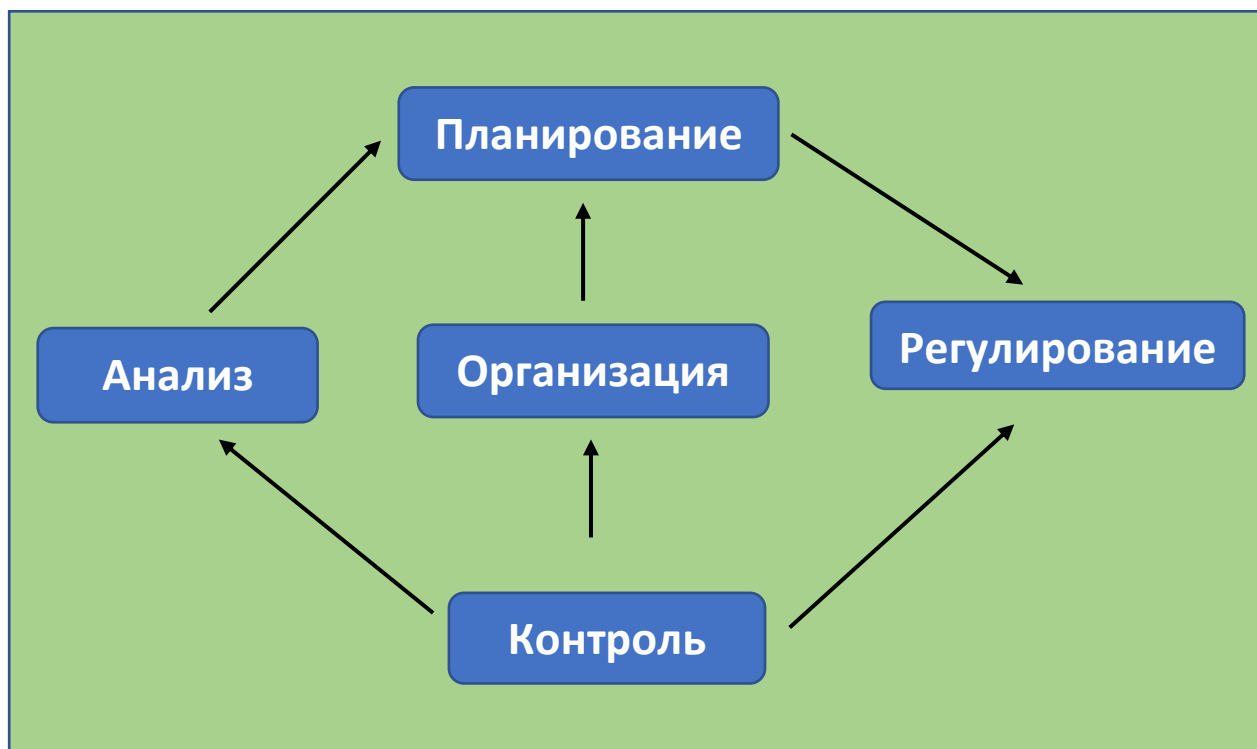 Планирование
Анализ
Организация
Регулирование
Контроль